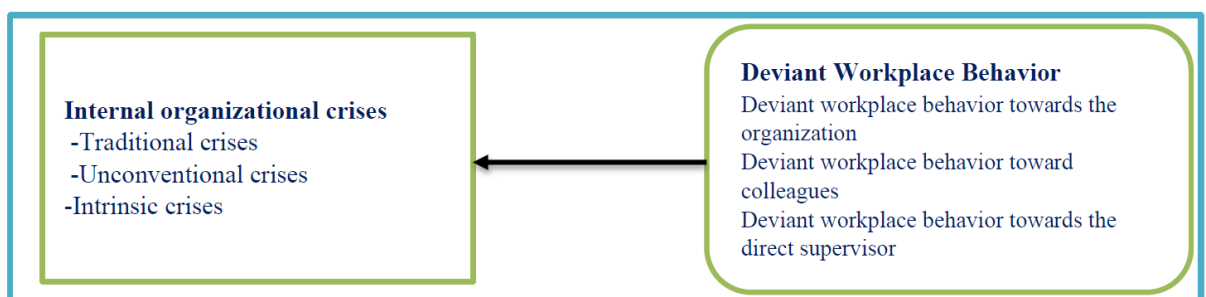 Internal organizational crises
-Traditional crises
-Unconventional crises
-Intrinsic crises
Deviant Workplace Behavior
Deviant workplace behavior towards the
organization
Deviant workplace behavior toward
colleagues
Deviant workplace behavior towards the
direct supervisor